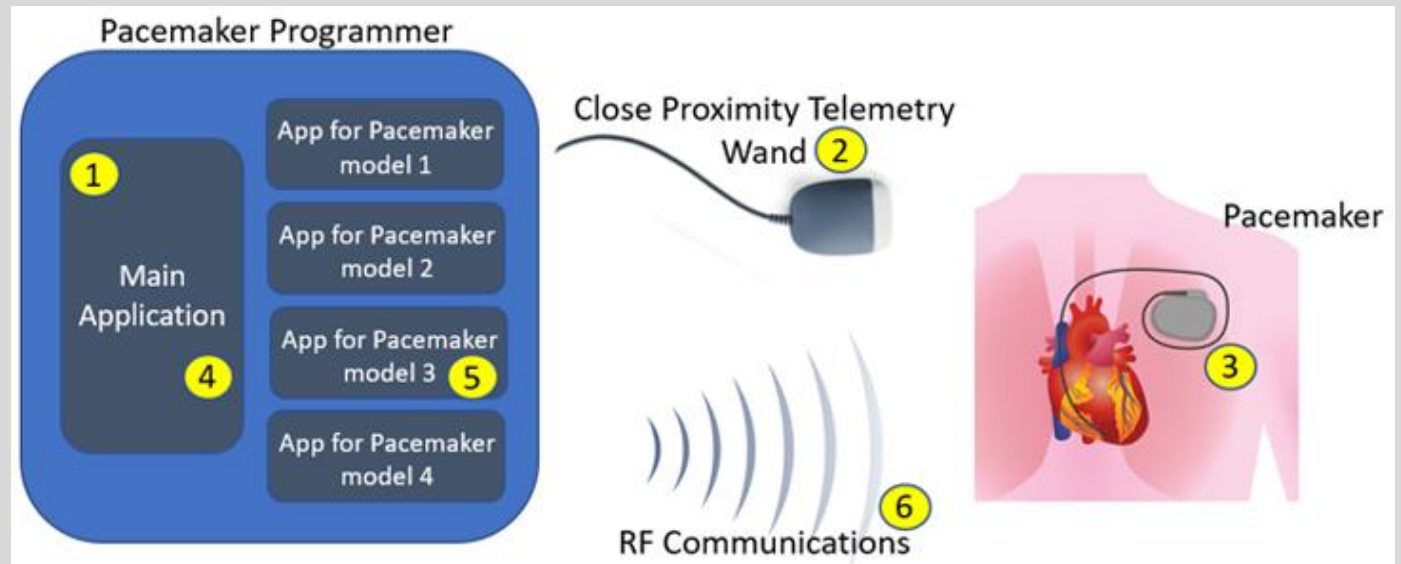 Pacemaker Programmer
1
Main
Application
4
App for Pacemaker
model 1
App for Pacemaker
model 2
App for Pacemaker
model 3 5
App for Pacemaker
model 4
Close Proximity Telemetry
Wand 2
6
RF Communications
Pacemaker
3